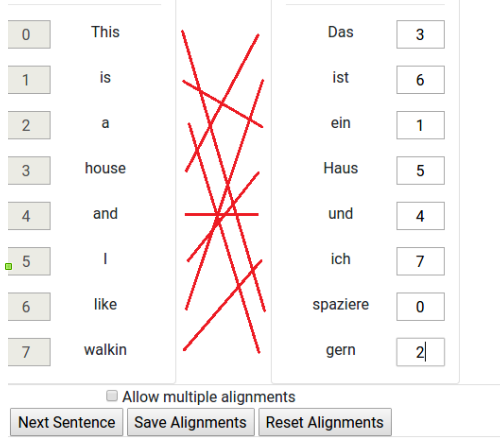 0 This Das 3
1 is ist 6
2 a ein 1
3 house Haus 5
4 and und 4
5 I ich 7
6 like spaziere 0
7 walkin gern 2
Allow multiple alignments
Next Sentence Save Alignments Reset Alignments